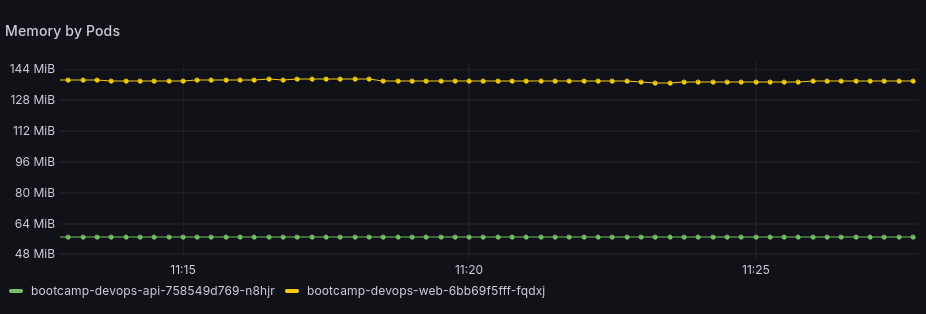 Memory by Pods
144 MiB
128 MiB
112 MiB
96 MiB
80 MiB
64 MiB
48 MiB
11:15 11:20 11:25
bootcamp-devops-api-758549d769-n8hjr bootcamp-devops-web-6bb69f5fff-fqdxj